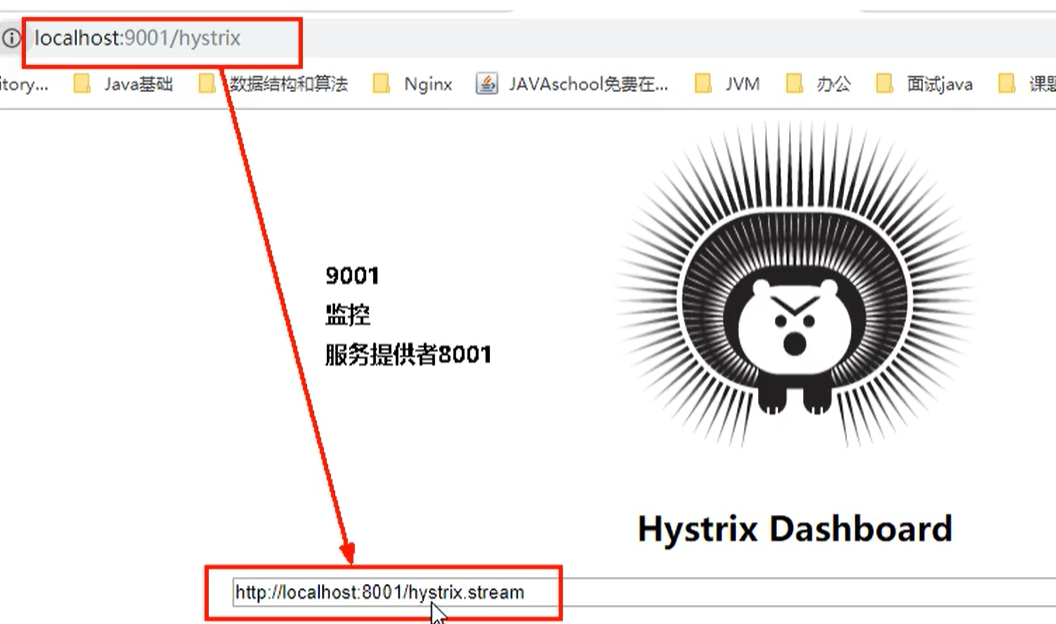 localhost:9001/hystrix
itory... Java基础 数据结构和算法 Nginx JAVAschool免费在... JVM 办公 面试java 课题
9001
监控
服务提供者8001
Hystrix Dashboard
http://localhost:8001/hystrix.stream